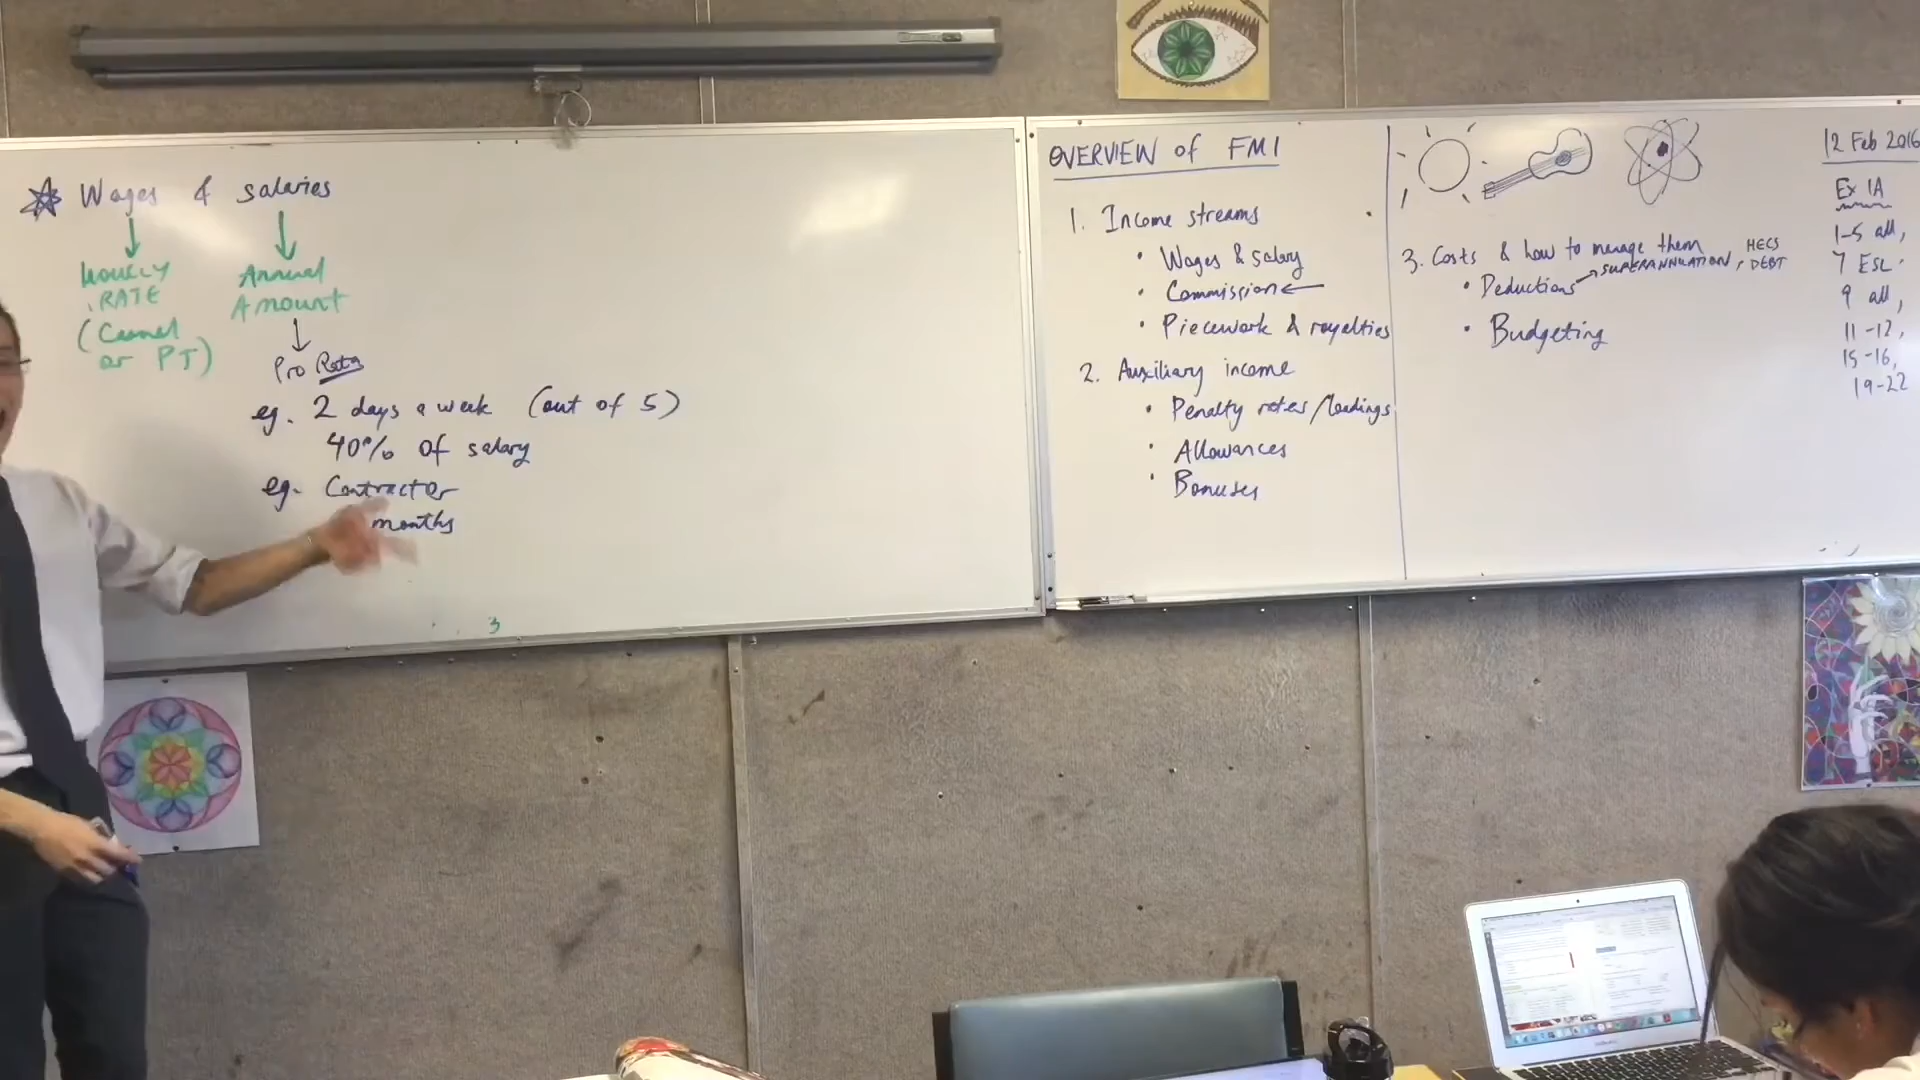 Wages & salaries
HOURLY RATE (Casual or PT)
Annual Amount
Pro Rata
eg. 2 days a week (out of 5)
40% of salary
eg. Contractor
months
3
OVERVIEW of FM1
1. Income streams
• Wages & salary
• Commission ←
• Piecework & royalties
2. Auxiliary income
• Penalty rates/loadings
• Allowances
• Bonuses
3. Costs & how to manage them
• Deductions → SUPERANNUATION, HECS DEBT
• Budgeting
12 Feb 2016
Ex 1A
1-5 all,
7 ESL.
9 all,
11-12,
15-16,
19-22